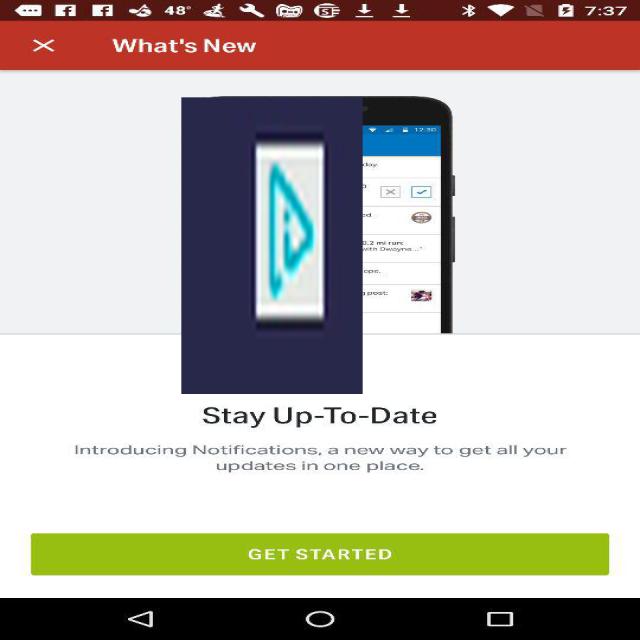 48°
7:37
What's New
12:30
day.
ed.
0.2 mi run:
with Dwayne..."
ops.
g post:
Stay Up-To-Date
Introducing Notifications, a new way to get all your
updates in one place.
GET STARTED